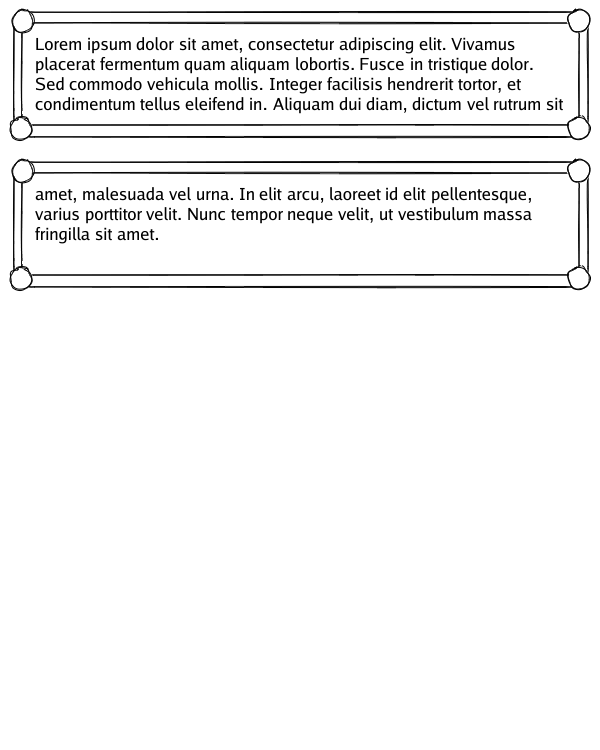 Lorem ipsum dolor sit amet, consectetur adipiscing elit. Vivamus
placerat fermentum quam aliquam lobortis. Fusce in tristique dolor.
Sed commodo vehicula mollis. Integer facilisis hendrerit tortor, et
condimentum tellus eleifend in. Aliquam dui diam, dictum vel rutrum sit
amet, malesuada vel urna. In elit arcu, laoreet id elit pellentesque,
varius porttitor velit. Nunc tempor neque velit, ut vestibulum massa
fringilla sit amet.